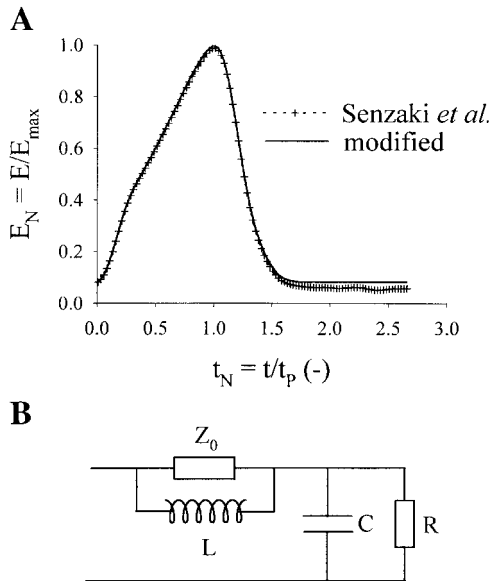 A
1.0
0.8
0.6
0.4
0.2
0.0
E_N = E/E_max
Senzaki et al.
modified
0.0 0.5 1.0 1.5 2.0 2.5 3.0
t_N = t/t_P (-)
B
Z_0
L
C
R